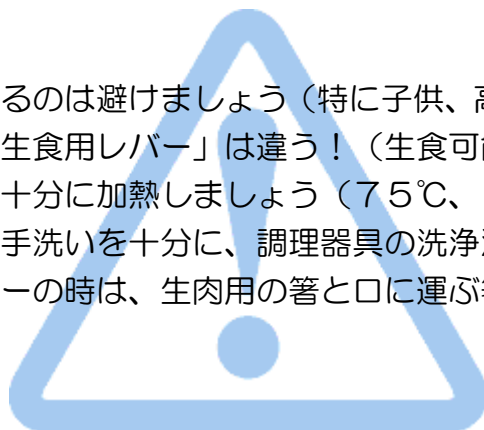 るのは避けましょう（特に子供、高
生食用レバー」は違う！（生食可能
十分に加熱しましょう（７５℃、
手洗いを十分に、調理器具の洗浄
ーの時は、生肉用の箸と口に運ぶ